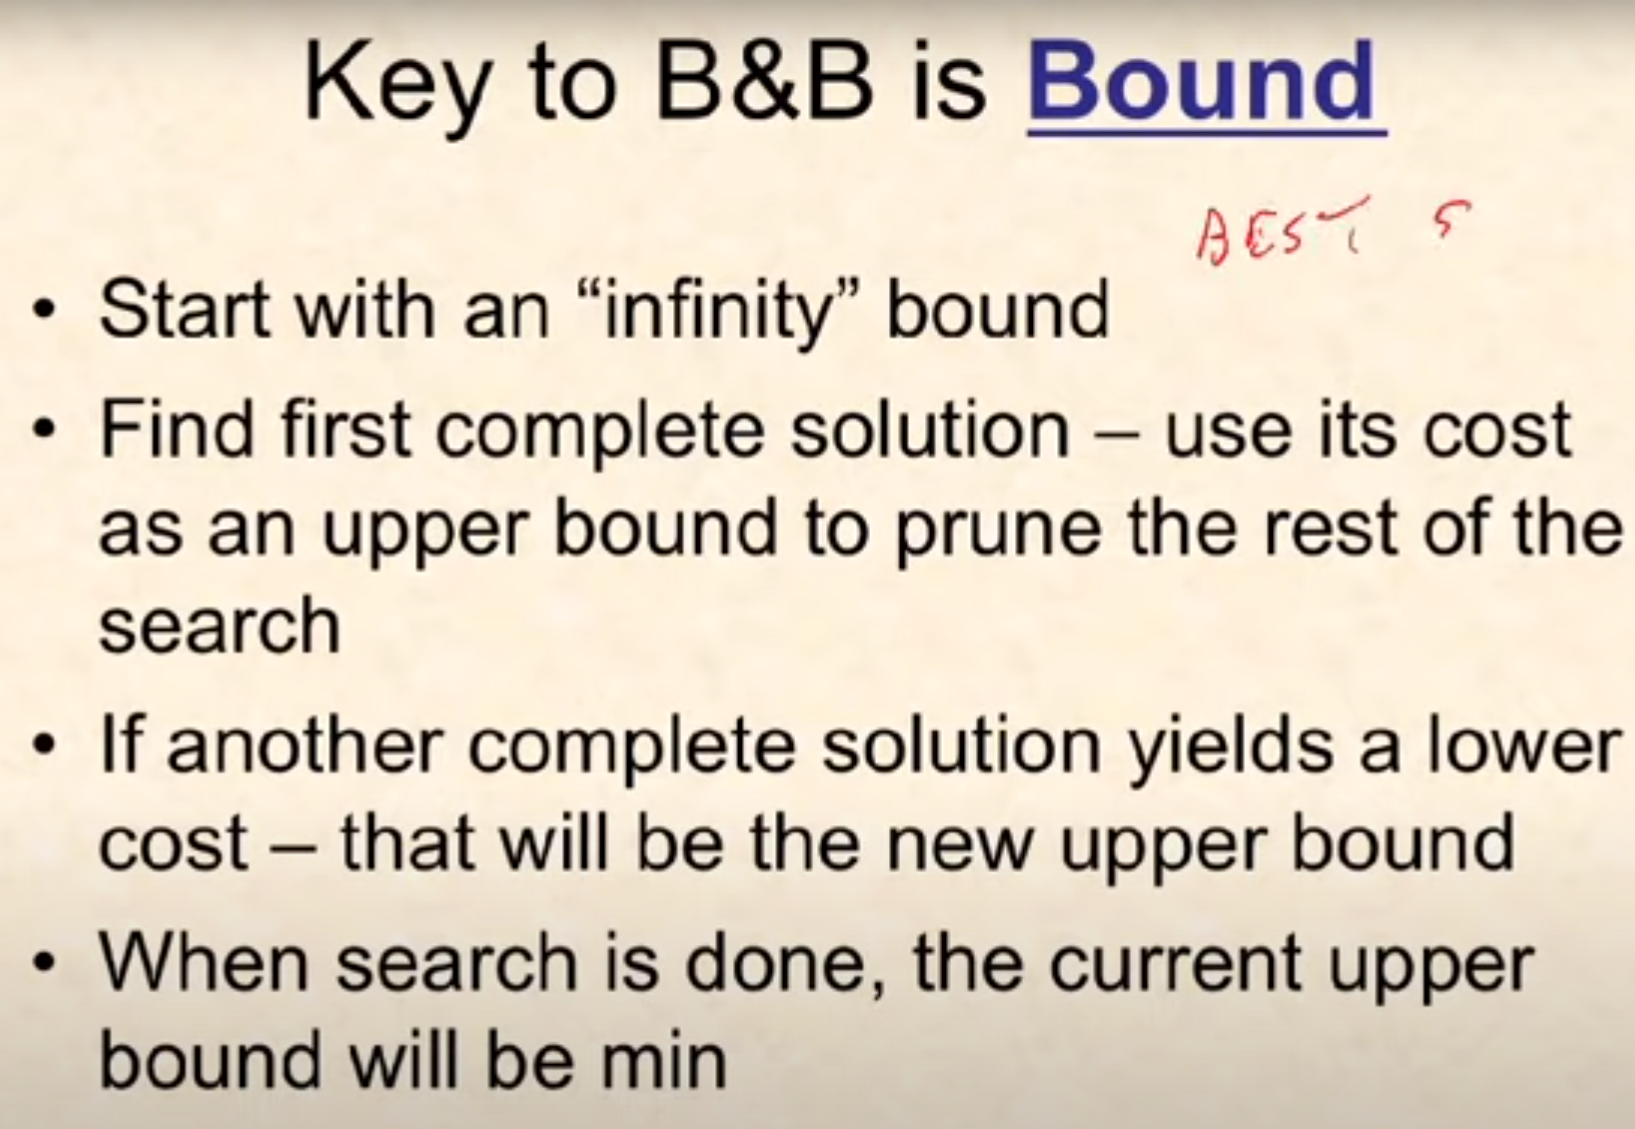 Key to B&B is Bound
BEST S
• Start with an “infinity” bound
• Find first complete solution – use its cost
as an upper bound to prune the rest of the
search
• If another complete solution yields a lower
cost – that will be the new upper bound
• When search is done, the current upper
bound will be min